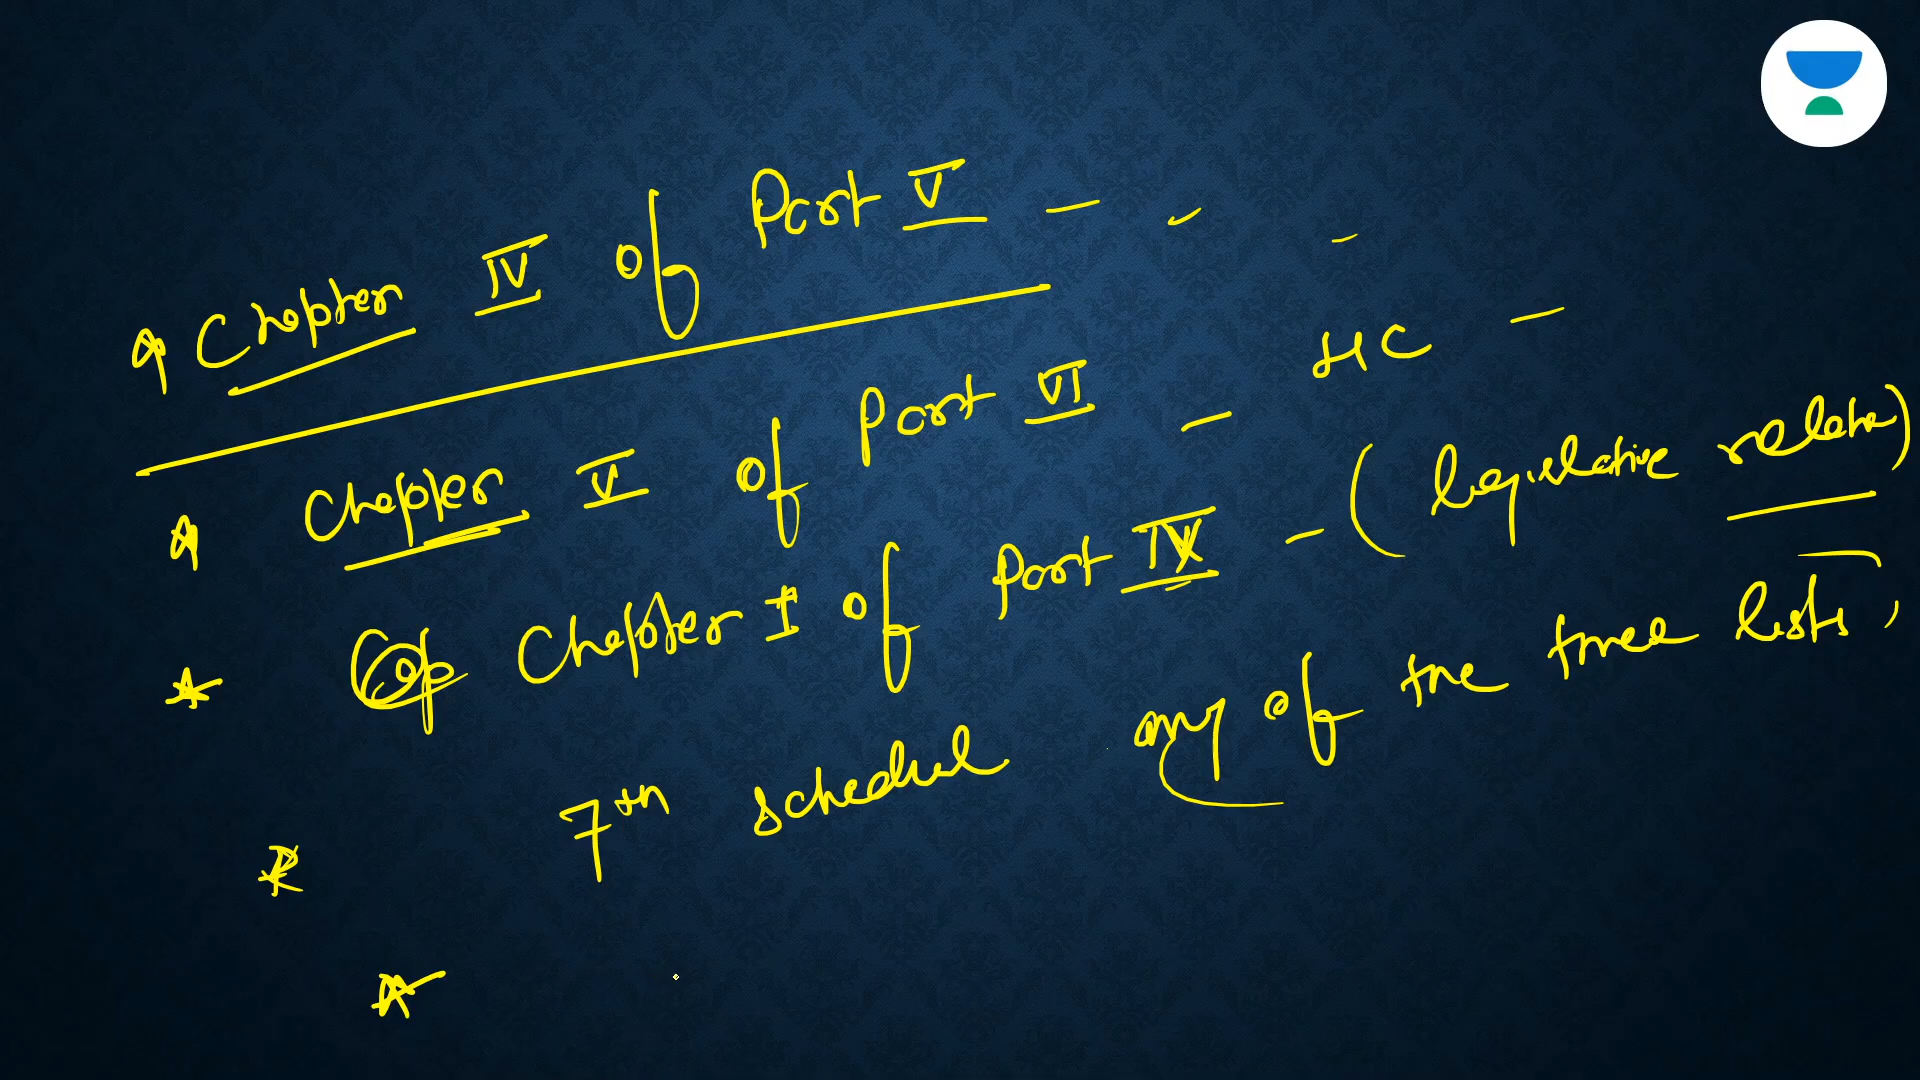 Chapter IV of Part V - - -
Chapter V of Part VI - HC -
Chapter I of Part IX - (legislative relation)
7th schedul any of the three lists,